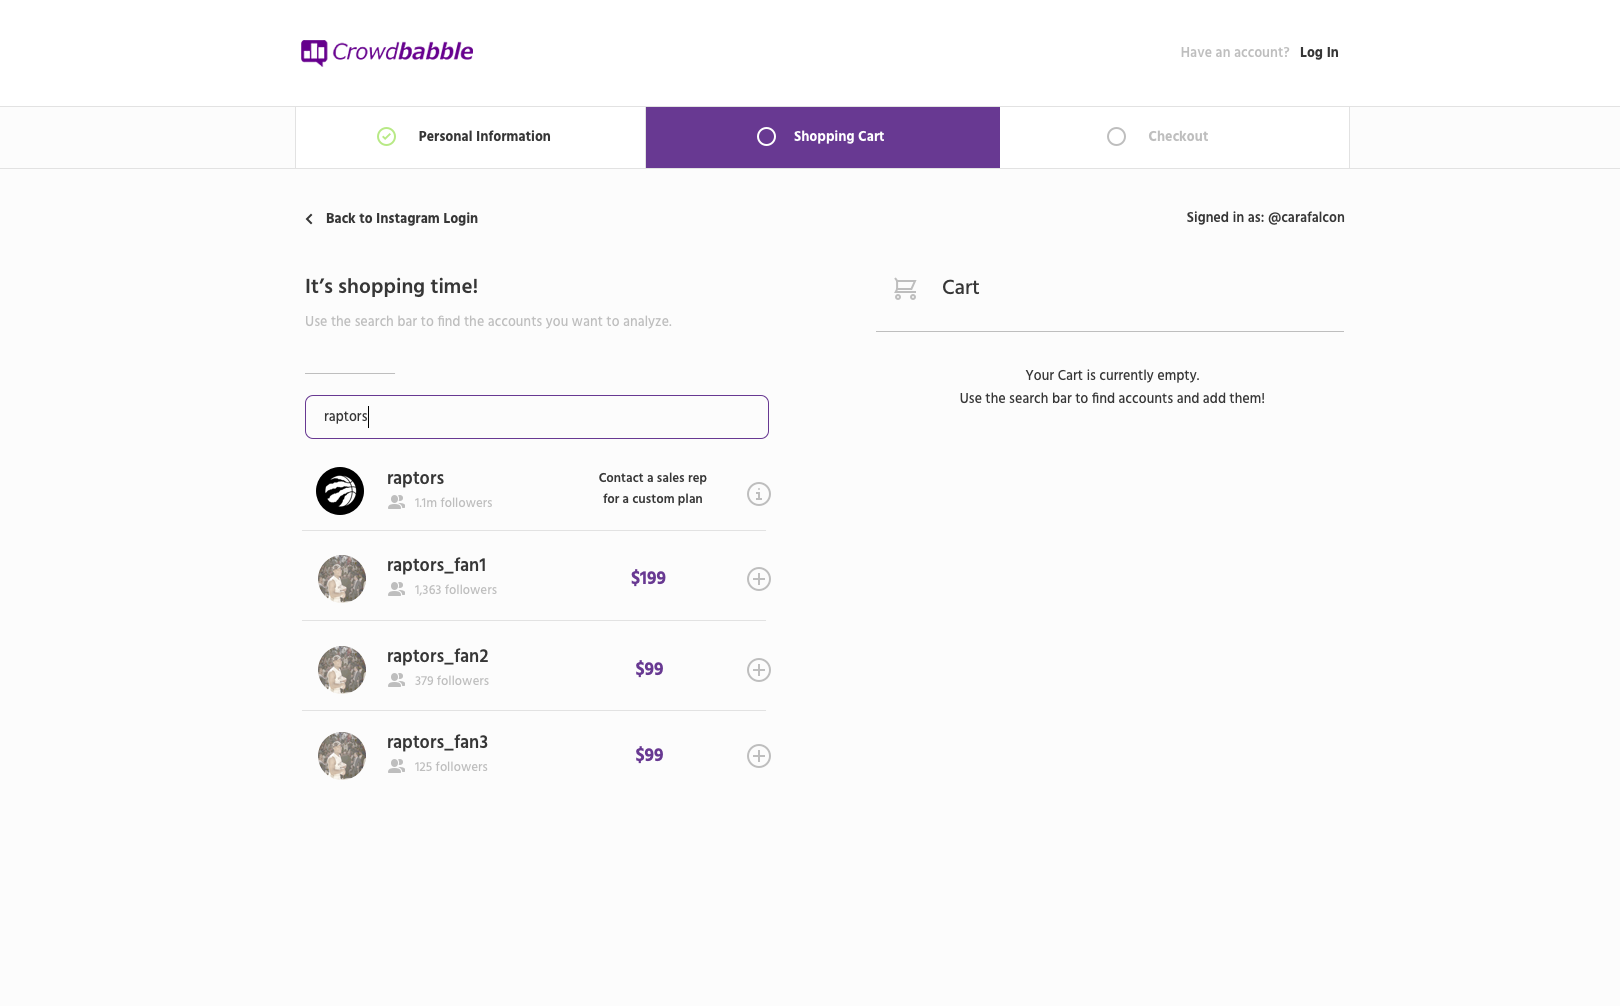 Crowdbabble
Have an account? Log In
Personal Information
Shopping Cart
Checkout
Back to Instagram Login
Signed in as: @carafalcon
It's shopping time!
Use the search bar to find the accounts you want to analyze.
raptors
raptors
1.1m followers
Contact a sales rep
for a custom plan
raptors_fan1
1,363 followers
$199
raptors_fan2
379 followers
$99
raptors_fan3
125 followers
$99
Cart
Your Cart is currently empty.
Use the search bar to find accounts and add them!